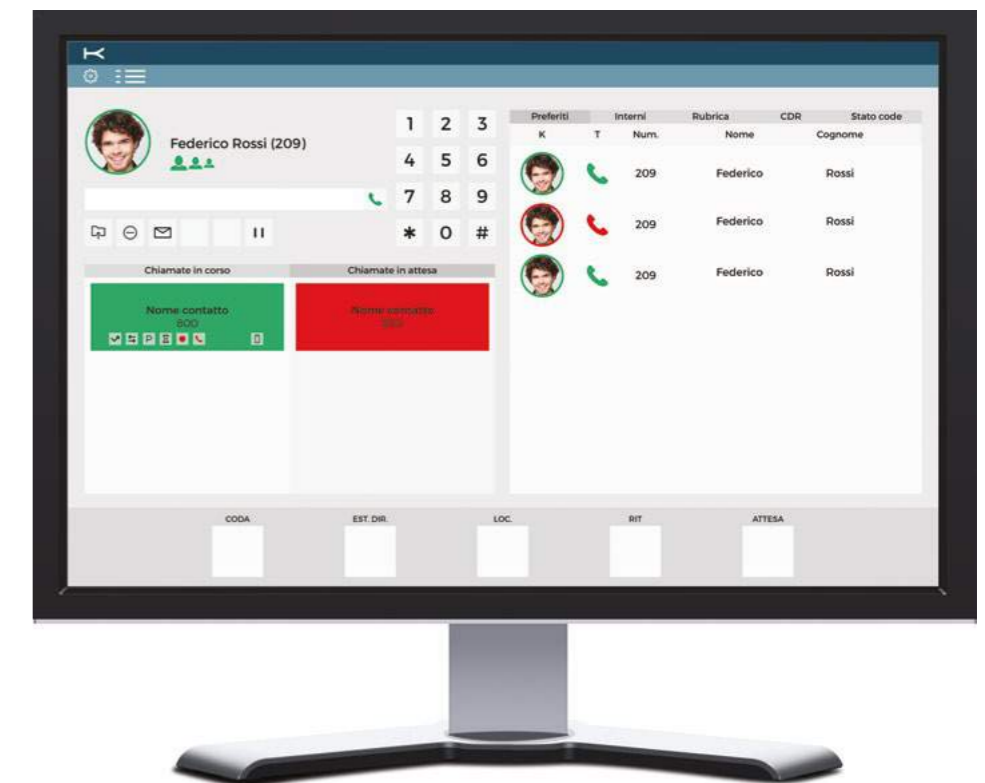 Federico Rossi (209)
1 2 3
4 5 6
7 8 9
* 0 #
Chiamate in corso
Chiamate in attesa
Nome contatto
800
P
Nome contatto
Preferiti Interni Rubrica CDR Stato code
K T Num. Nome Cognome
209 Federico Rossi
209 Federico Rossi
209 Federico Rossi
CODA EST. DIR. LOC. RIT ATTESA